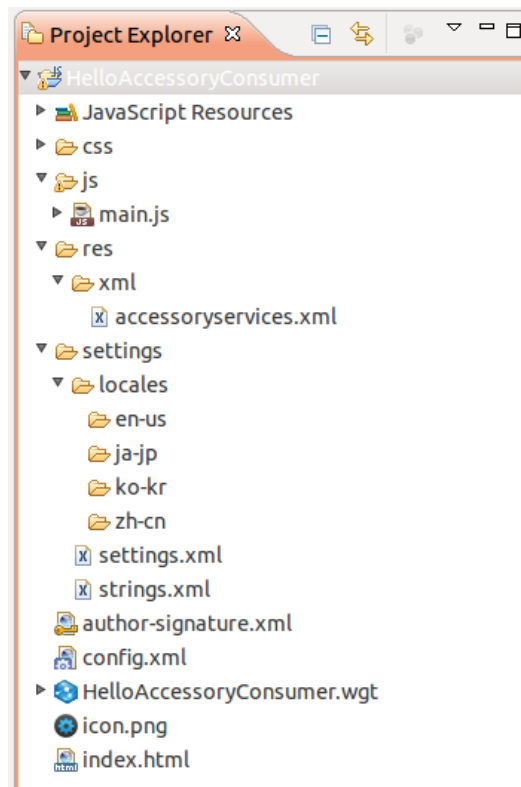 Project Explorer
HelloAccessoryConsumer
JavaScript Resources
css
js
main.js
res
xml
accessoryservices.xml
settings
locales
en-us
ja-jp
ko-kr
zh-cn
settings.xml
strings.xml
author-signature.xml
config.xml
HelloAccessoryConsumer.wgt
icon.png
index.html